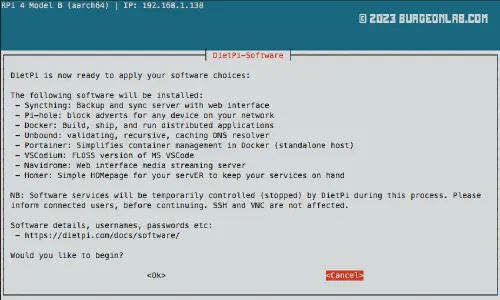 RPi 4 Model B (aarch64) | IP: 192.168.1.138
© 2023 BURGEONLAB.COM
DietPi-Software
DietPi is now ready to apply your software choices:
The following software will be installed:
- Syncthing: Backup and sync server with web interface
- Pi-hole: block adverts for any device on your network
- Docker: Build, ship, and run distributed applications
- Unbound: validating, recursive, caching DNS resolver
- Portainer: Simplifies container management in Docker (standalone host)
- VSCodium: FLOSS version of MS VSCode
- Navidrome: Web interface media streaming server
- Homer: Simple HOMepage for your servER to keep your services on hand
NB: Software services will be temporarily controlled (stopped) by DietPi during this process. Please
inform connected users, before continuing. SSH and VNC are not affected.
Software details, usernames, passwords etc:
- https://dietpi.com/docs/software/
Would you like to begin?
<Ok> <Cancel>